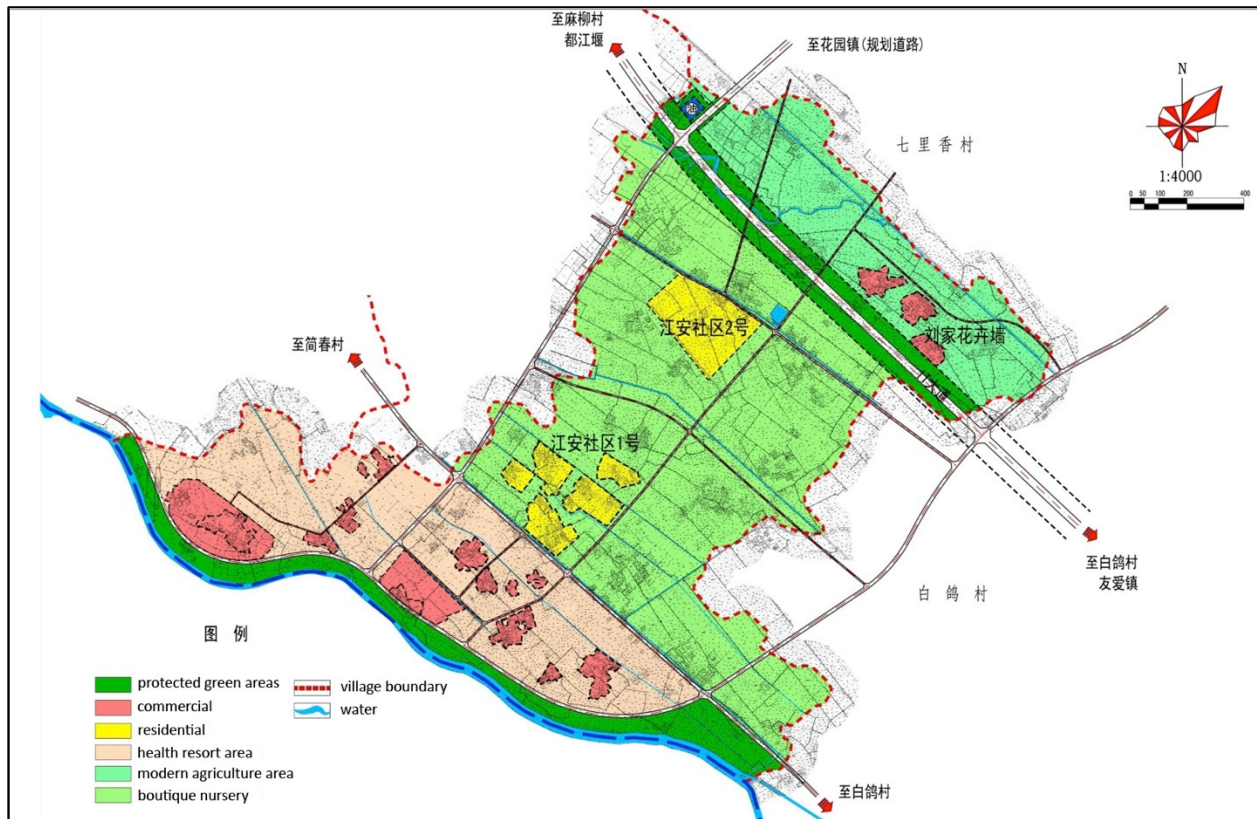 至麻柳村
都江堰
至花园镇(规划道路)
油
N
七里香村
1:4000
0 50 100 200 400
江安社区2号
刘家花卉墙
至简春村
江安社区1号
至白鸽村
友爱镇
白鸽村
图例
protected green areas
commercial
residential
health resort area
modern agriculture area
boutique nursery
village boundary
water
至白鸽村